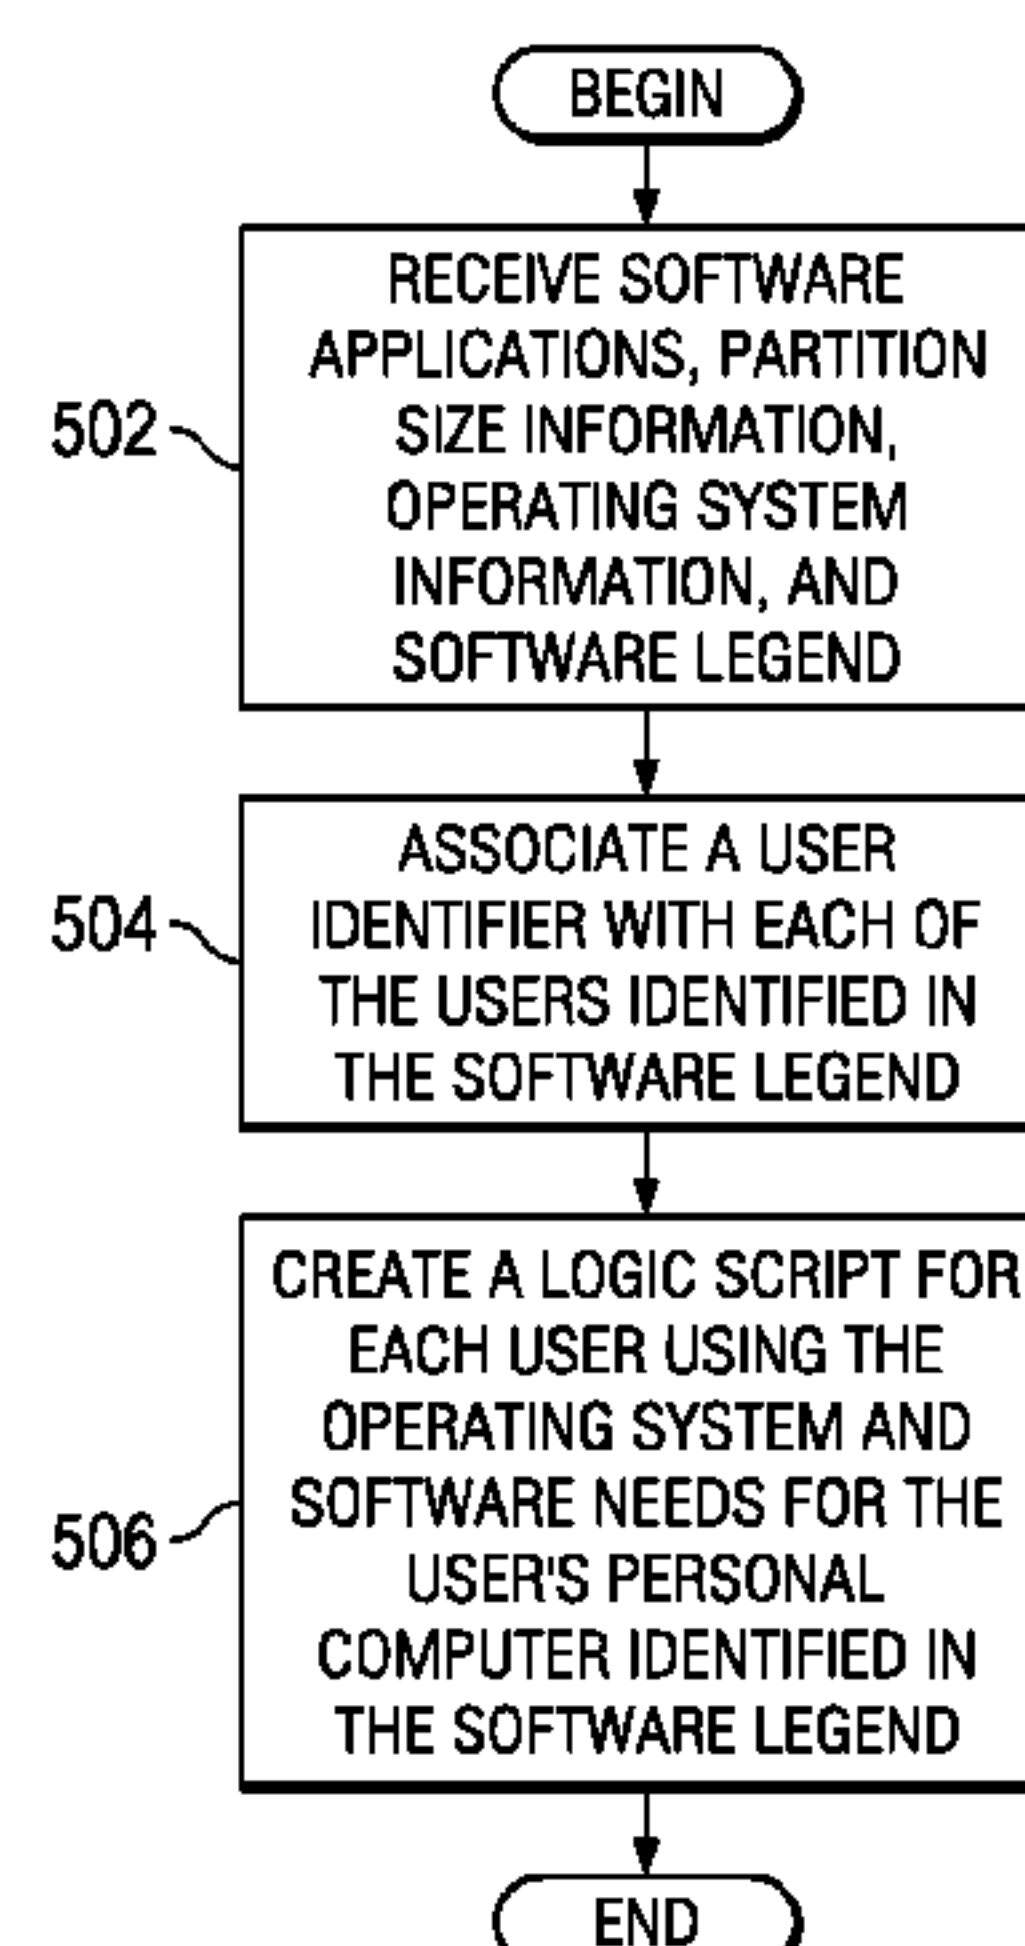 BEGIN
502
RECEIVE SOFTWARE
APPLICATIONS, PARTITION
SIZE INFORMATION,
OPERATING SYSTEM
INFORMATION, AND
SOFTWARE LEGEND
504
ASSOCIATE A USER
IDENTIFIER WITH EACH OF
THE USERS IDENTIFIED IN
THE SOFTWARE LEGEND
506
CREATE A LOGIC SCRIPT FOR
EACH USER USING THE
OPERATING SYSTEM AND
SOFTWARE NEEDS FOR THE
USER'S PERSONAL
COMPUTER IDENTIFIED IN
THE SOFTWARE LEGEND
END